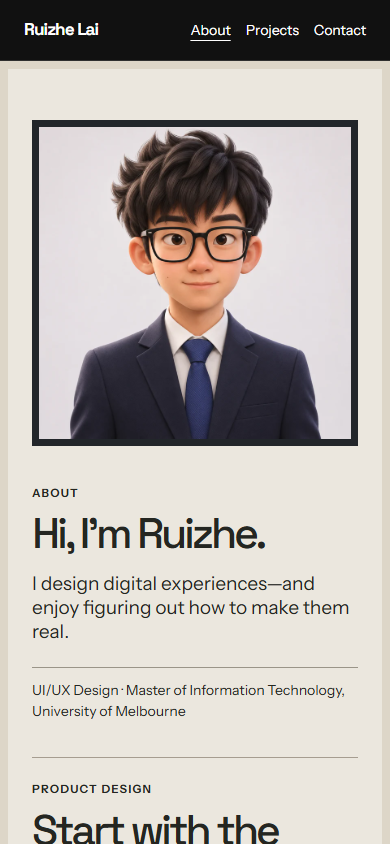 Ruizhe Lai
About Projects Contact
ABOUT
Hi, I’m Ruizhe.
I design digital experiences—and
enjoy figuring out how to make them
real.
UI/UX Design · Master of Information Technology,
University of Melbourne
PRODUCT DESIGN
Start with the